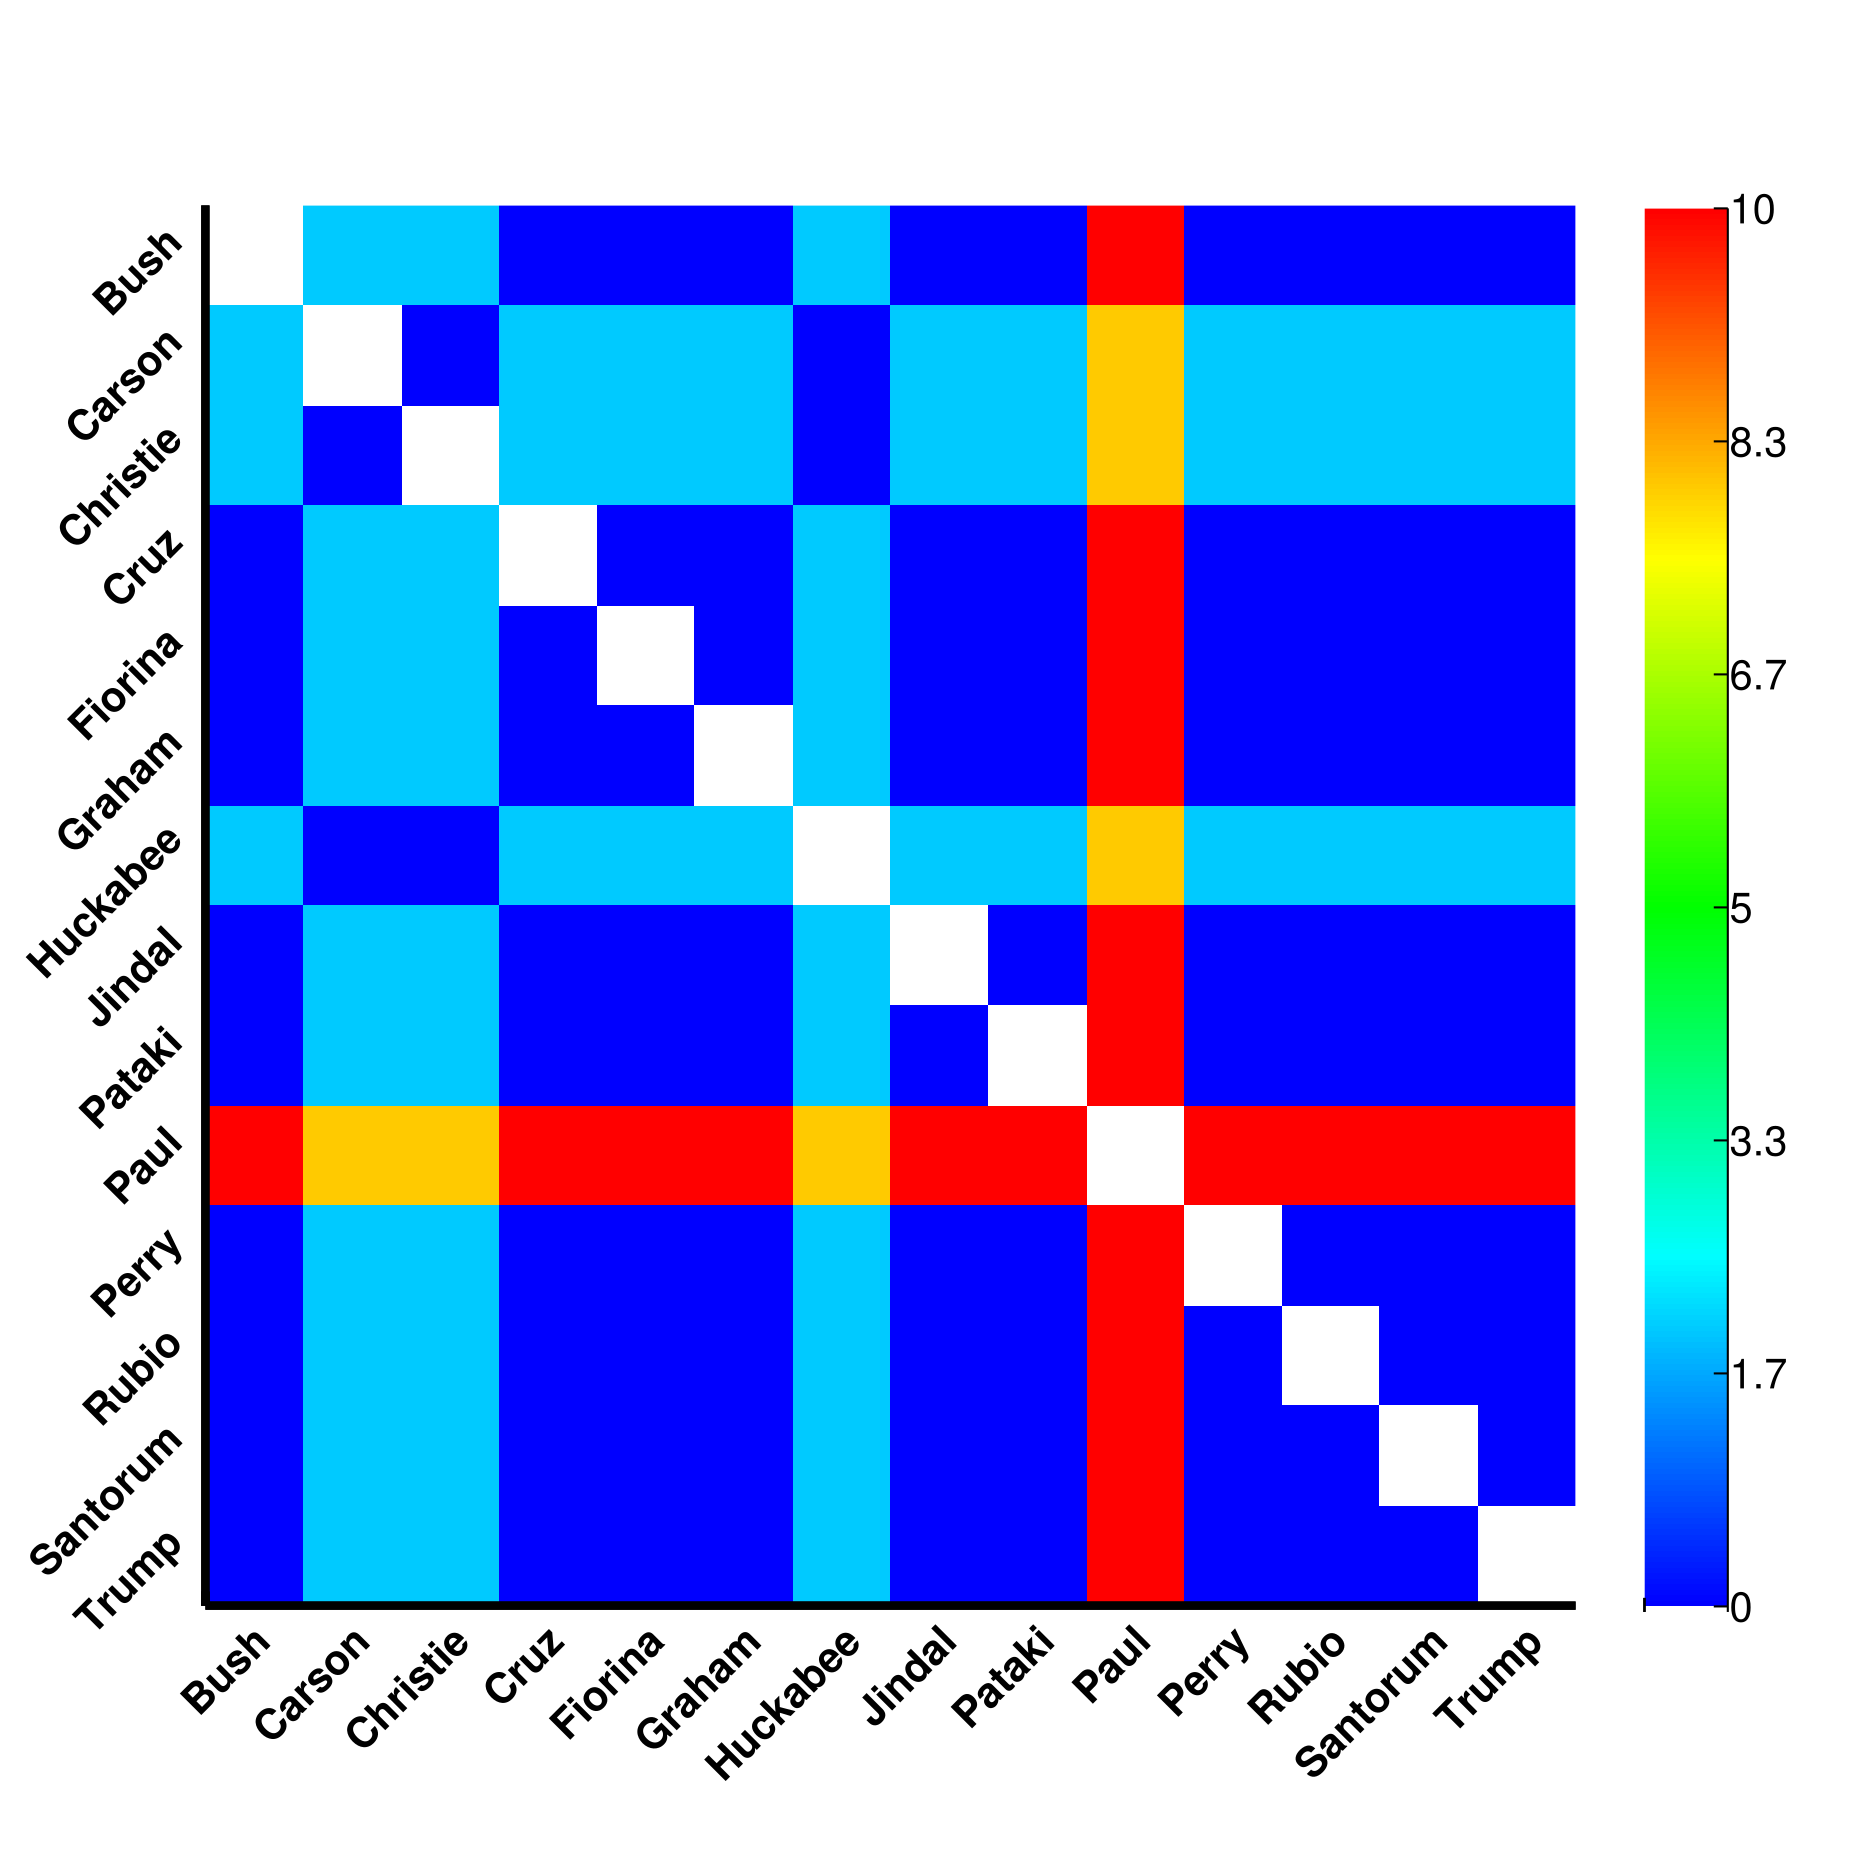 Bush
Carson
Christie
Cruz
Fiorina
Graham
Huckabee
Jindal
Pataki
Paul
Perry
Rubio
Santorum
Trump
Bush
Carson
Christie
Cruz
Fiorina
Graham
Huckabee
Jindal
Pataki
Paul
Perry
Rubio
Santorum
Trump
10
8.3
6.7
5
3.3
1.7
0